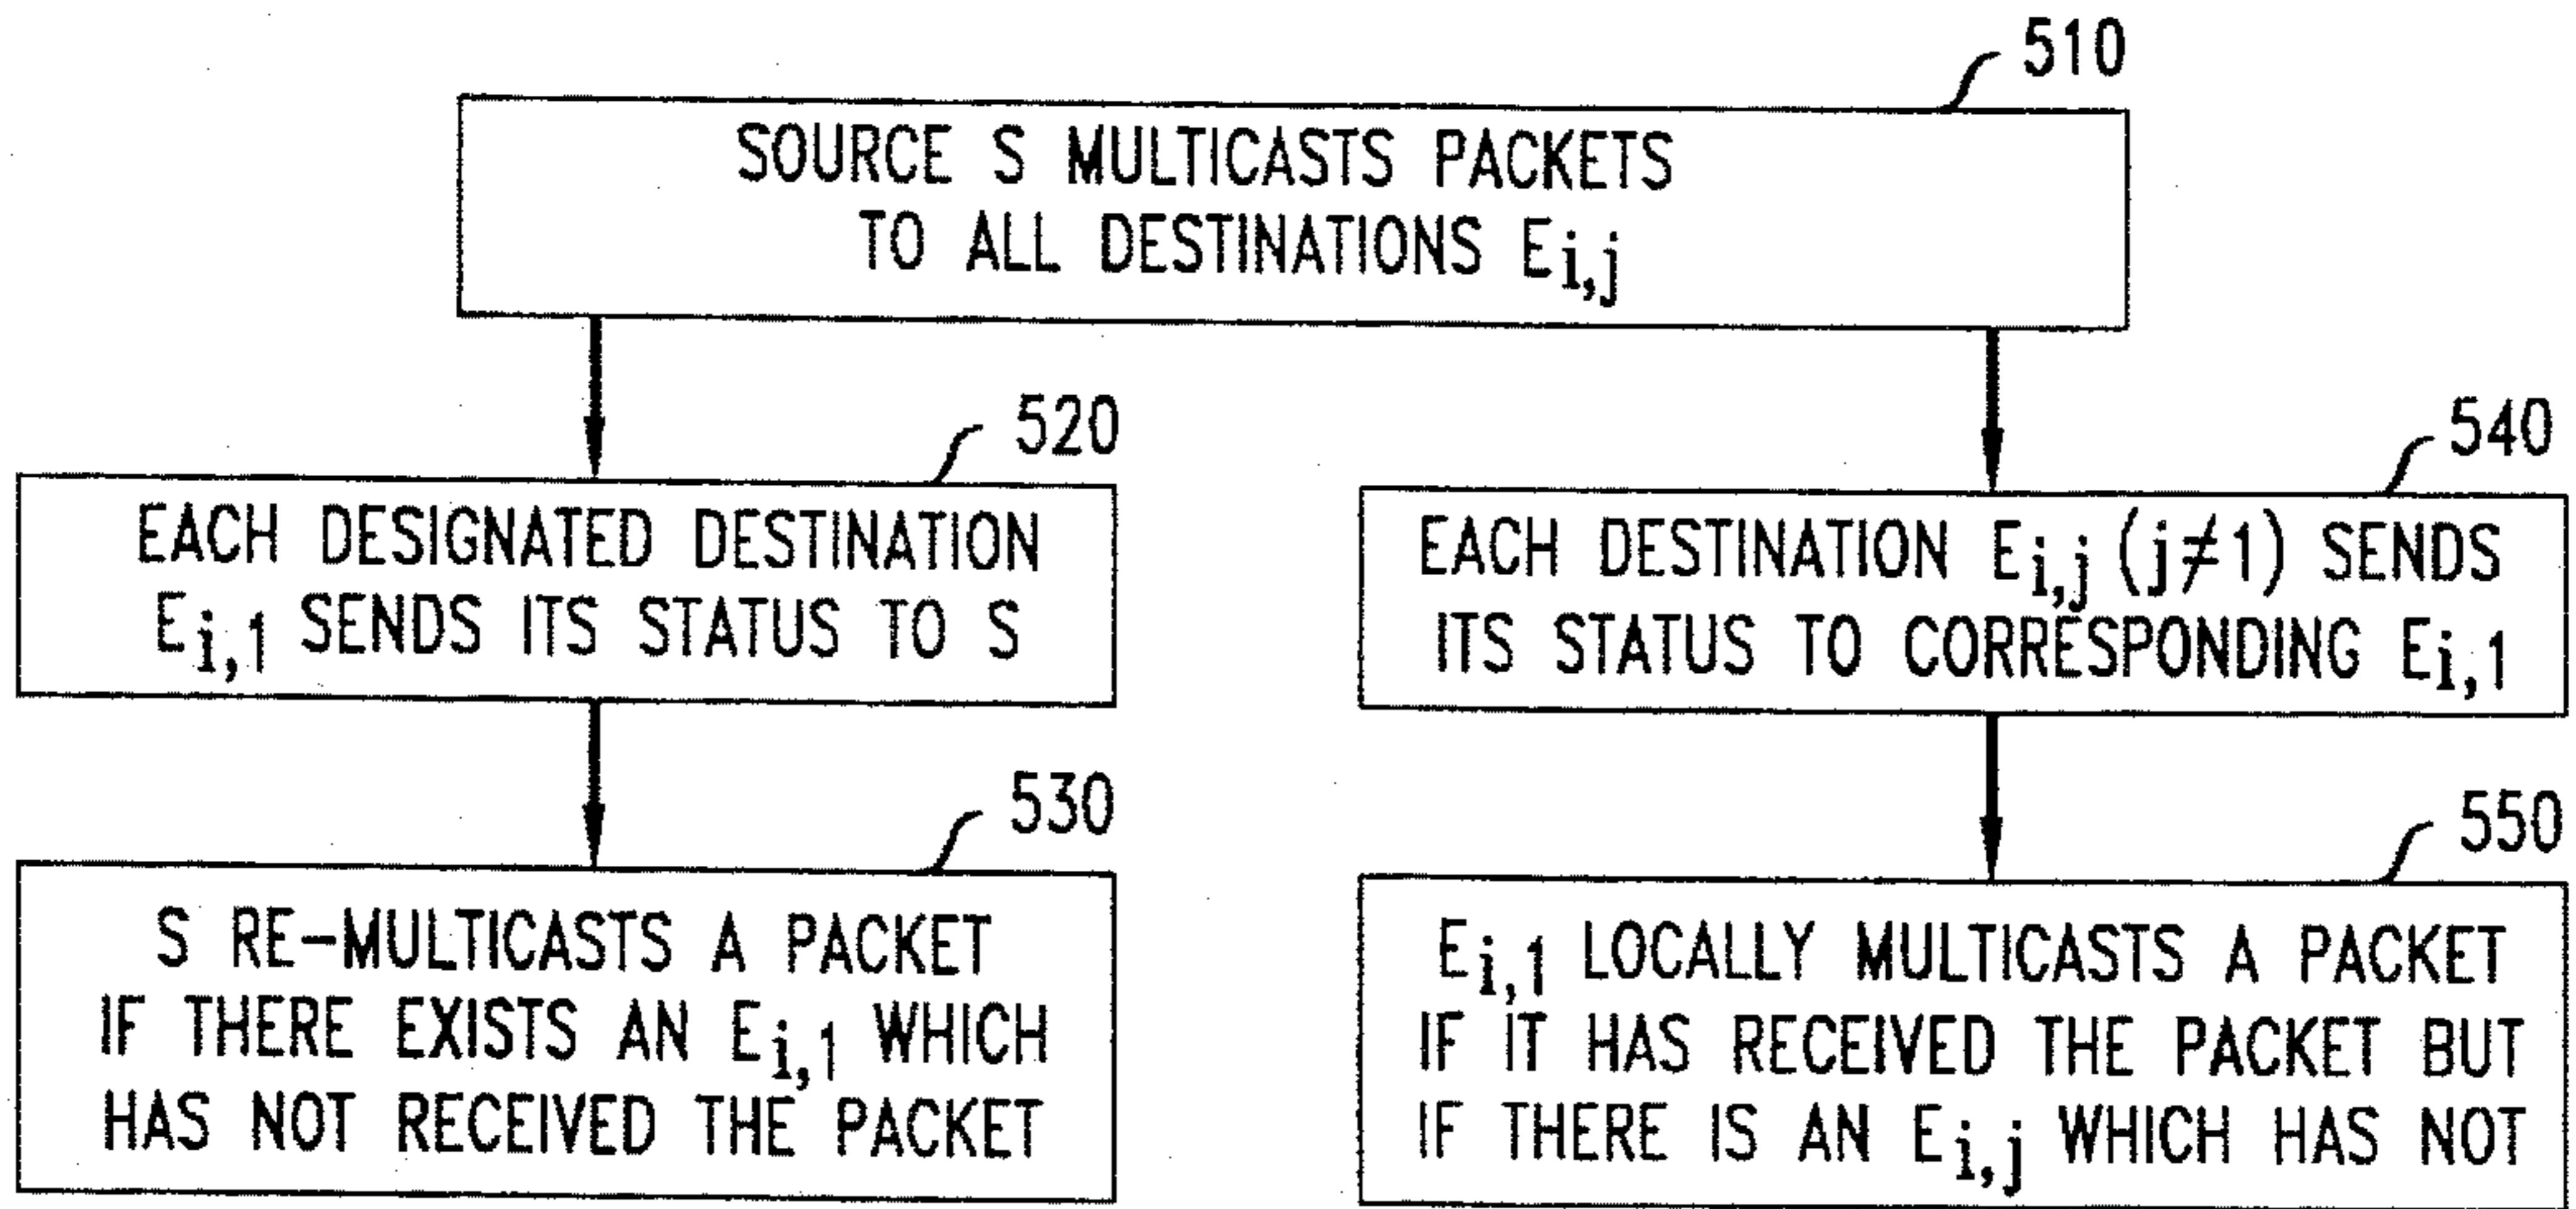 510
SOURCE S MULTICASTS PACKETS
TO ALL DESTINATIONS Ei,j
520
EACH DESIGNATED DESTINATION
Ei,1 SENDS ITS STATUS TO S
530
S RE-MULTICASTS A PACKET
IF THERE EXISTS AN Ei,1 WHICH
HAS NOT RECEIVED THE PACKET
540
EACH DESTINATION Ei,j (j≠1) SENDS
ITS STATUS TO CORRESPONDING Ei,1
550
Ei,1 LOCALLY MULTICASTS A PACKET
IF IT HAS RECEIVED THE PACKET BUT
IF THERE IS AN Ei,j WHICH HAS NOT